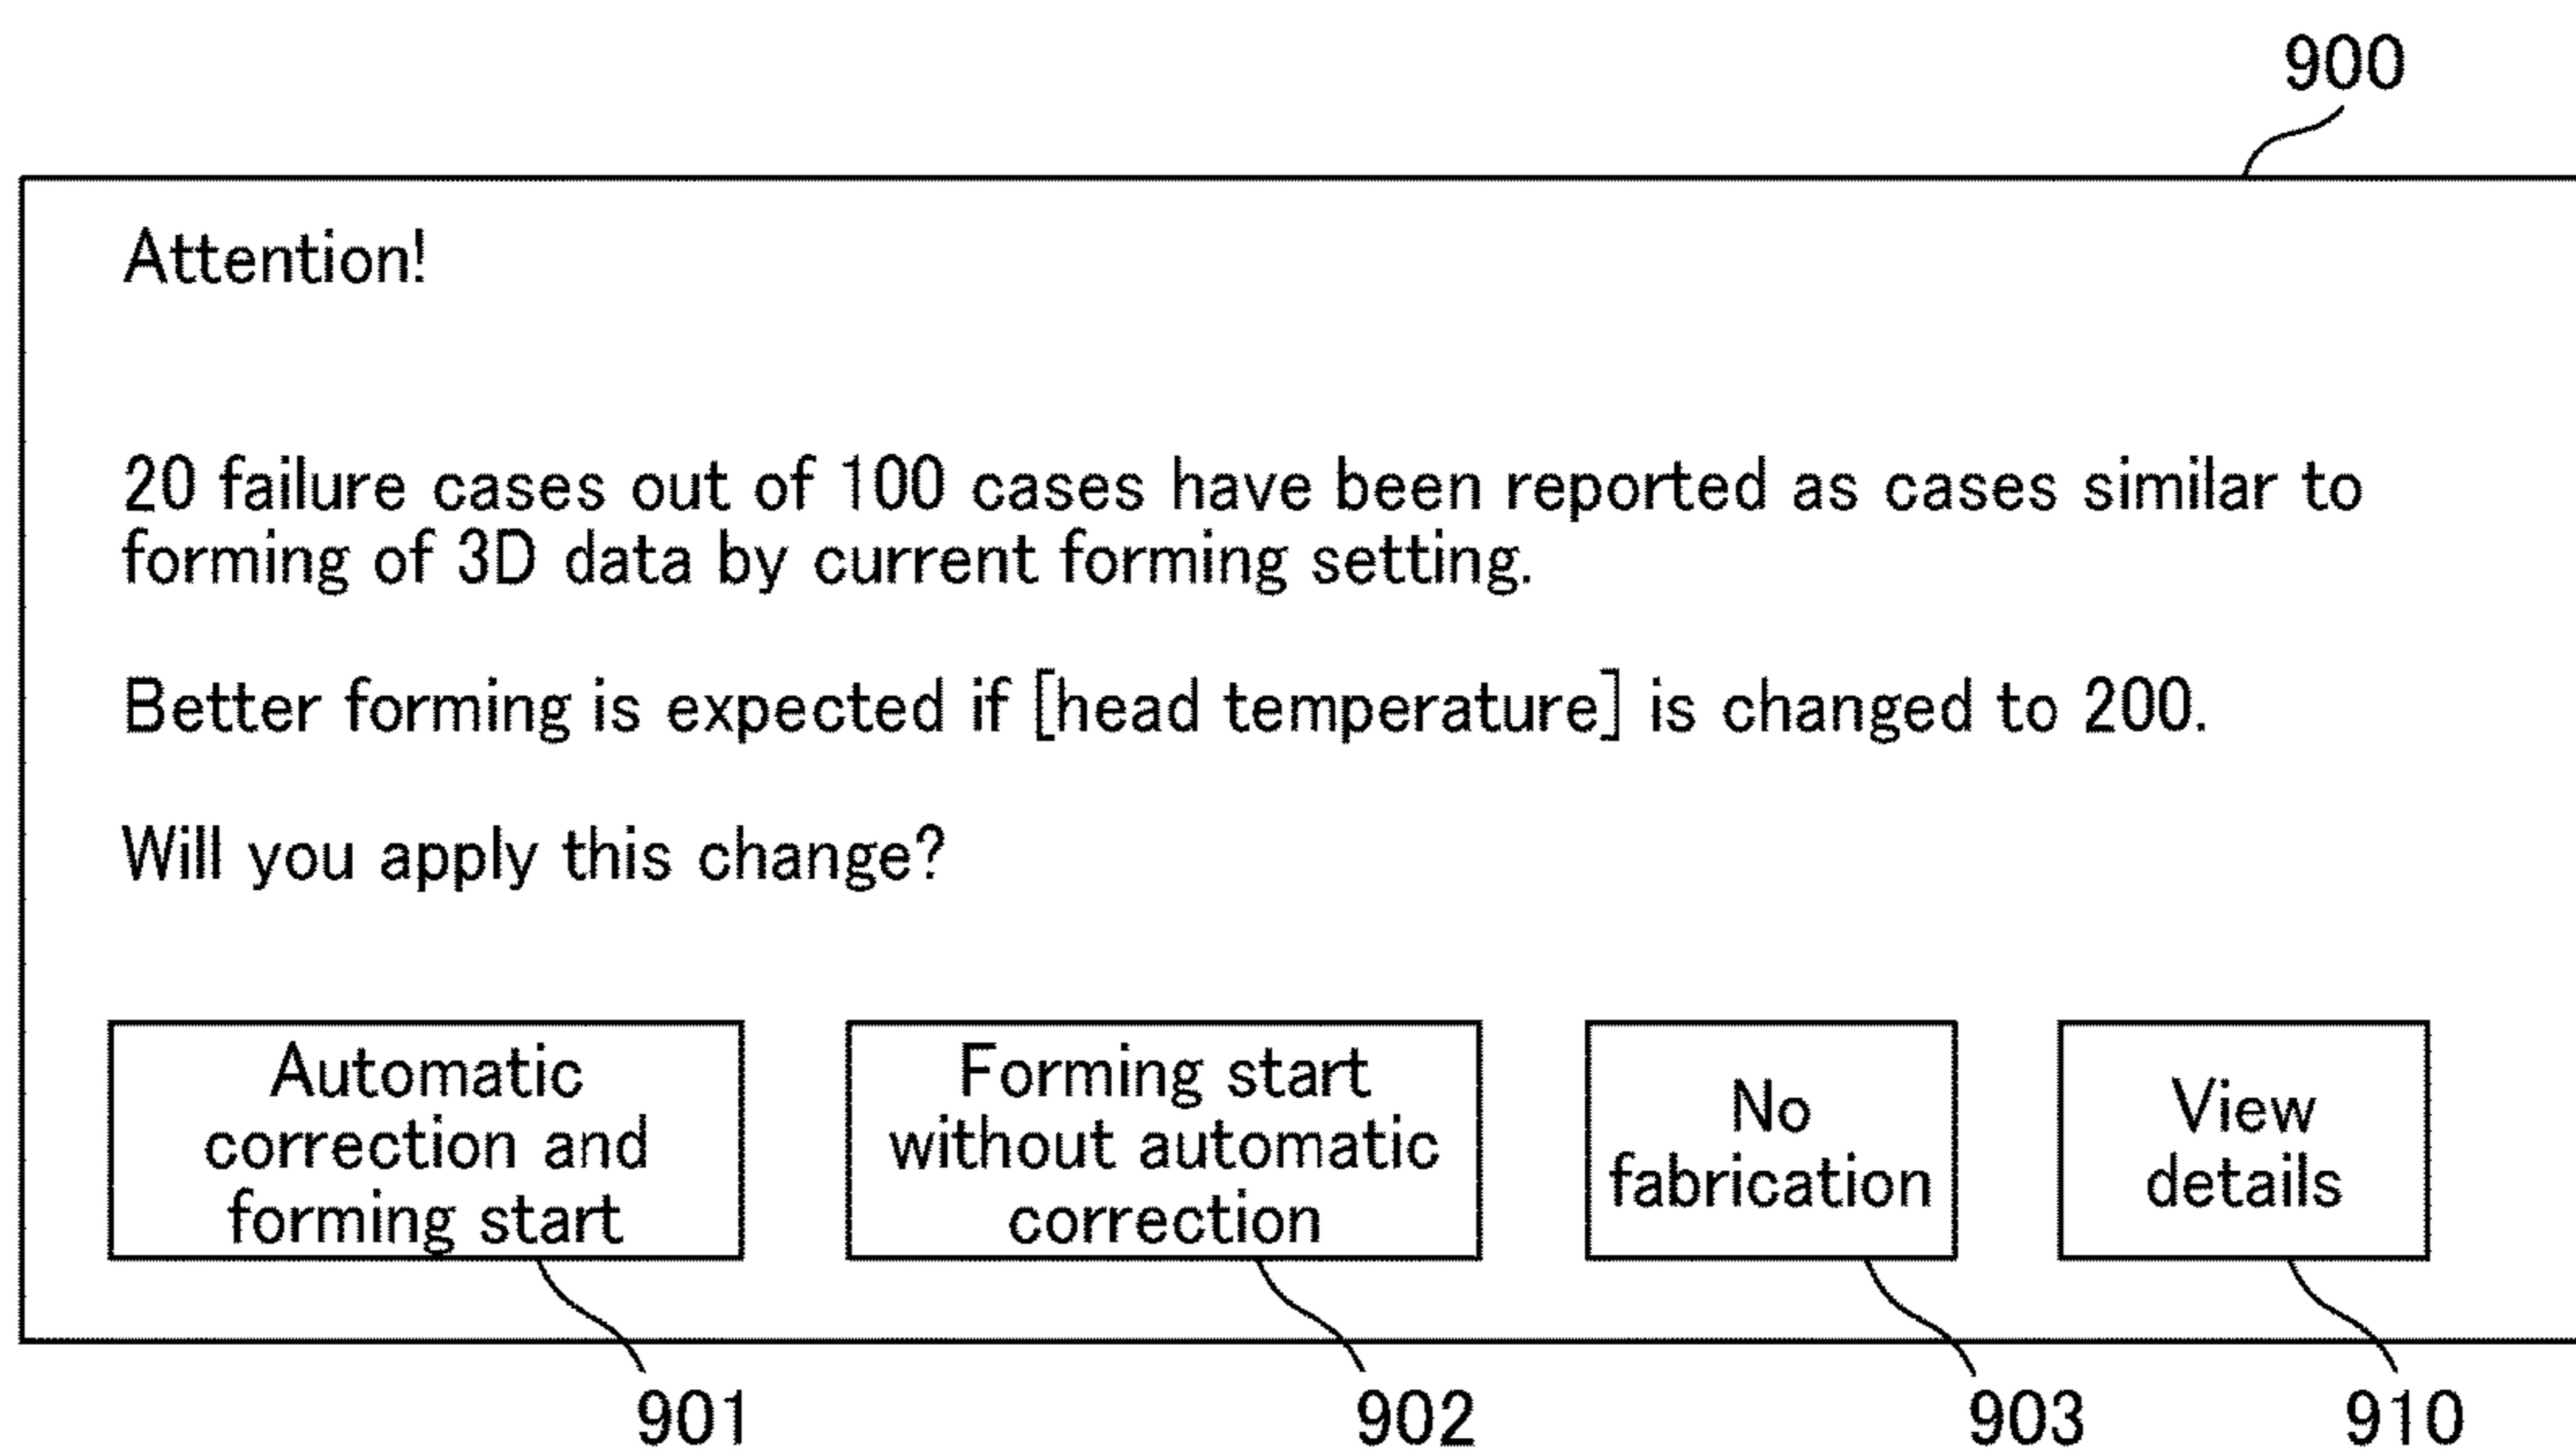 900
Attention!
20 failure cases out of 100 cases have been reported as cases similar to
forming of 3D data by current forming setting.
Better forming is expected if [head temperature] is changed to 200.
Will you apply this change?
Automatic
correction and
forming start
Forming start
without automatic
correction
No
fabrication
View
details
901
902
903
910